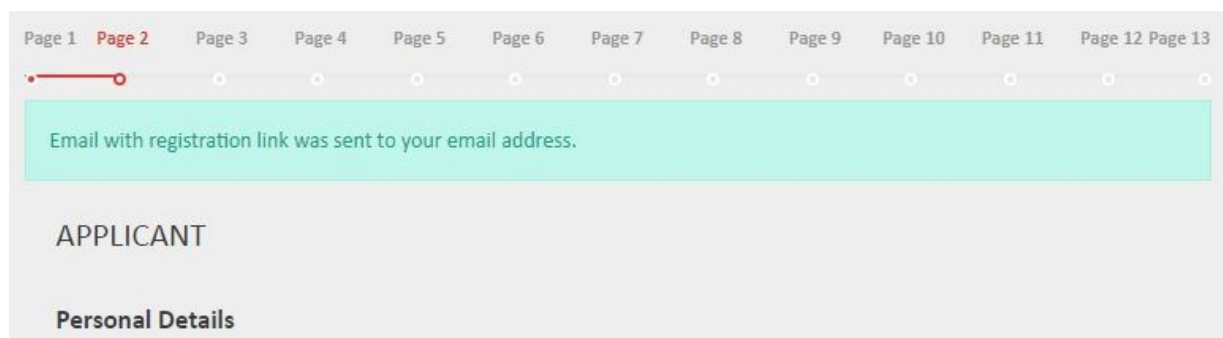 Page 1 Page 2 Page 3 Page 4 Page 5 Page 6 Page 7 Page 8 Page 9 Page 10 Page 11 Page 12 Page 13
Email with registration link was sent to your email address.
APPLICANT
Personal Details